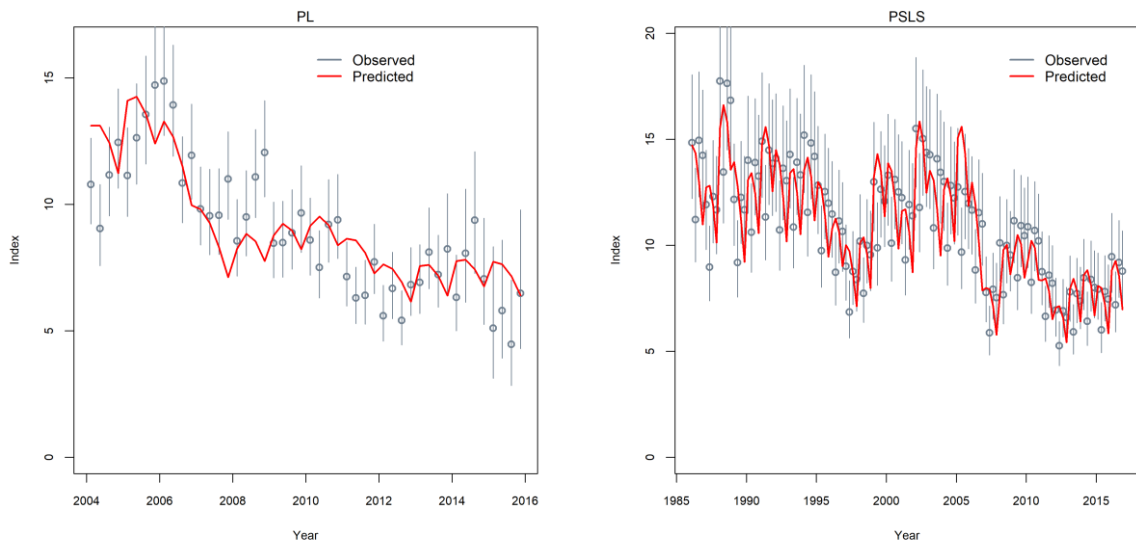 PL
Observed
Predicted
Index
15
10
5
0
2004 2006 2008 2010 2012 2014 2016
Year
PSLS
Observed
Predicted
Index
20
15
10
5
0
1985 1990 1995 2000 2005 2010 2015
Year